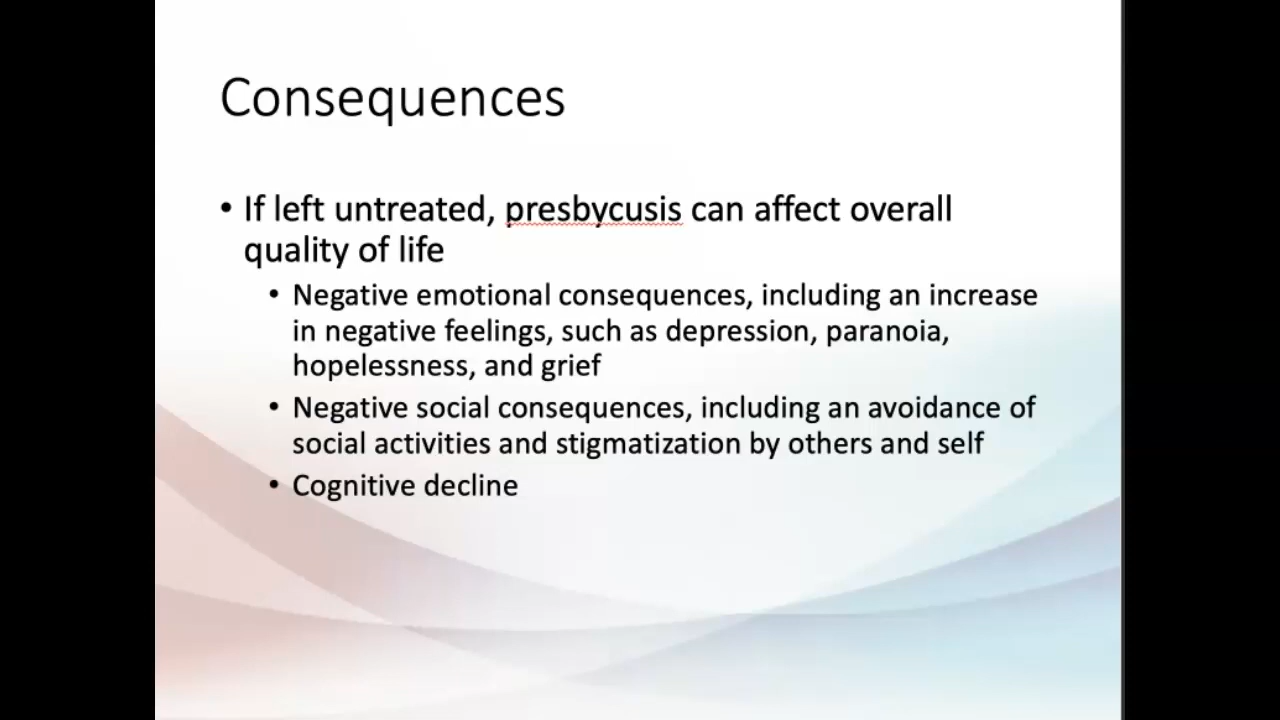 Consequences
• If left untreated, presbycusis can affect overall
quality of life
• Negative emotional consequences, including an increase
in negative feelings, such as depression, paranoia,
hopelessness, and grief
• Negative social consequences, including an avoidance of
social activities and stigmatization by others and self
• Cognitive decline